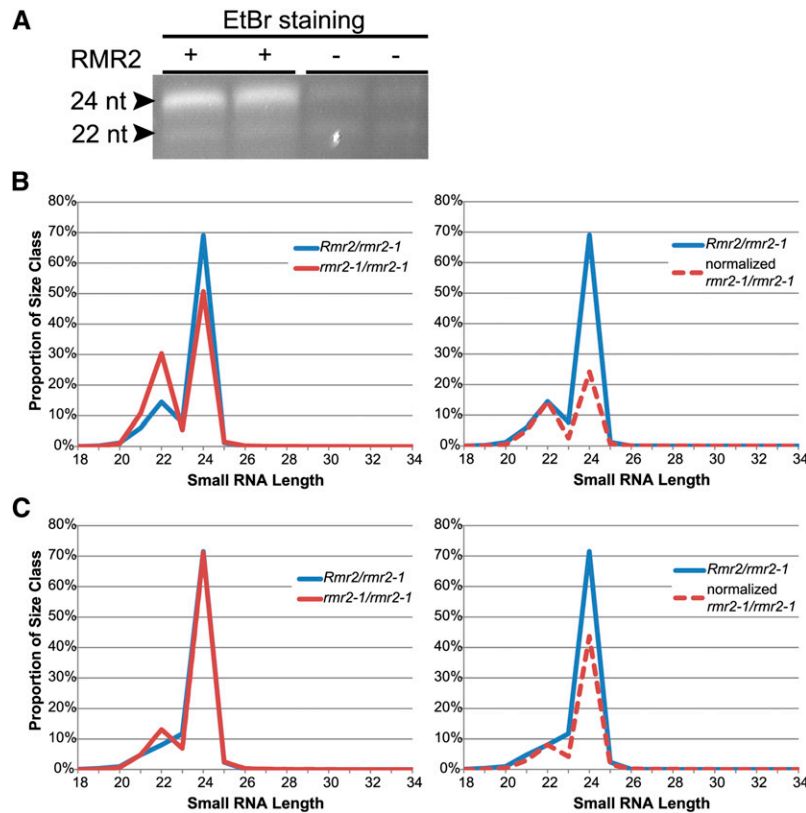 A
EtBr staining
RMR2 + + - -
24 nt
22 nt
B
80%
70%
60%
50%
40%
30%
20%
10%
0%
18 20 22 24 26 28 30 32 34
Proportion of Size Class
Small RNA Length
Rmr2/rmr2-1
rmr2-1/rmr2-1
80%
70%
60%
50%
40%
30%
20%
10%
0%
18 20 22 24 26 28 30 32 34
Small RNA Length
Rmr2/rmr2-1
normalized
rmr2-1/rmr2-1
C
80%
70%
60%
50%
40%
30%
20%
10%
0%
18 20 22 24 26 28 30 32 34
Proportion of Size Class
Small RNA Length
Rmr2/rmr2-1
rmr2-1/rmr2-1
80%
70%
60%
50%
40%
30%
20%
10%
0%
18 20 22 24 26 28 30 32 34
Small RNA Length
Rmr2/rmr2-1
normalized
rmr2-1/rmr2-1